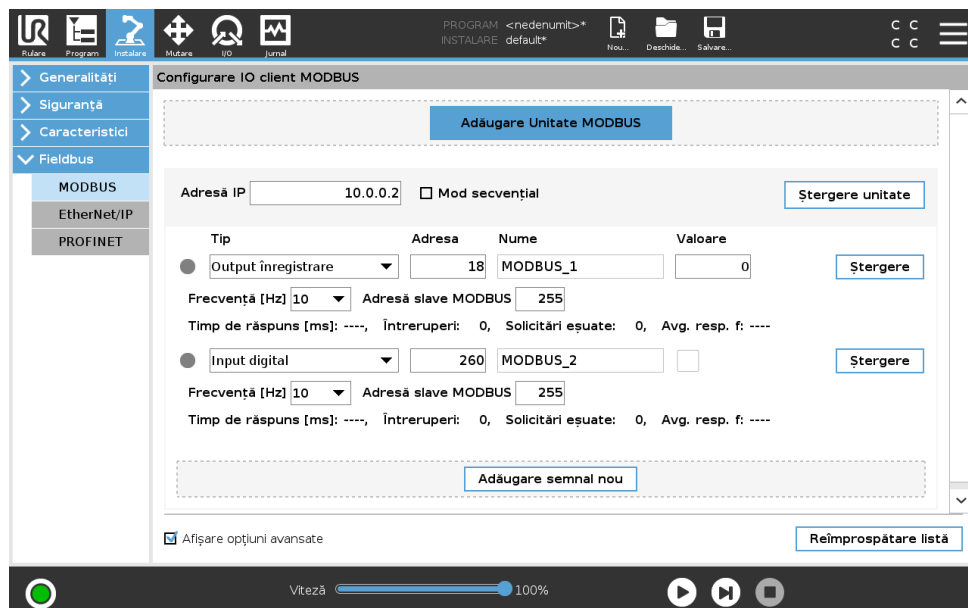 PROGRAM <nedenumit>*
INSTALARE default*
C C
C C
Rulare Program Instalare Mutare I/O Jurnal Nou... Deschide... Salvare...
Generalități
Siguranță
Caracteristici
Fieldbus
MODBUS
EtherNet/IP
PROFINET
Configurare IO client MODBUS
Adăugare Unitate MODBUS
Adresă IP 10.0.0.2 Mod secvențial Ștergere unitate
Tip Adresa Nume Valoare
Output înregistrare 18 MODBUS_1 0 Ștergere
Frecvență [Hz] 10 Adresă slave MODBUS 255
Timp de răspuns [ms]: ----, Întreruperi: 0, Solicitări eșuate: 0, Avg. resp. f: ----
Input digital 260 MODBUS_2 Ștergere
Frecvență [Hz] 10 Adresă slave MODBUS 255
Timp de răspuns [ms]: ----, Întreruperi: 0, Solicitări eșuate: 0, Avg. resp. f: ----
Adăugare semnal nou
Afișare opțiuni avansate Reîmprospătare listă
Viteză 100%